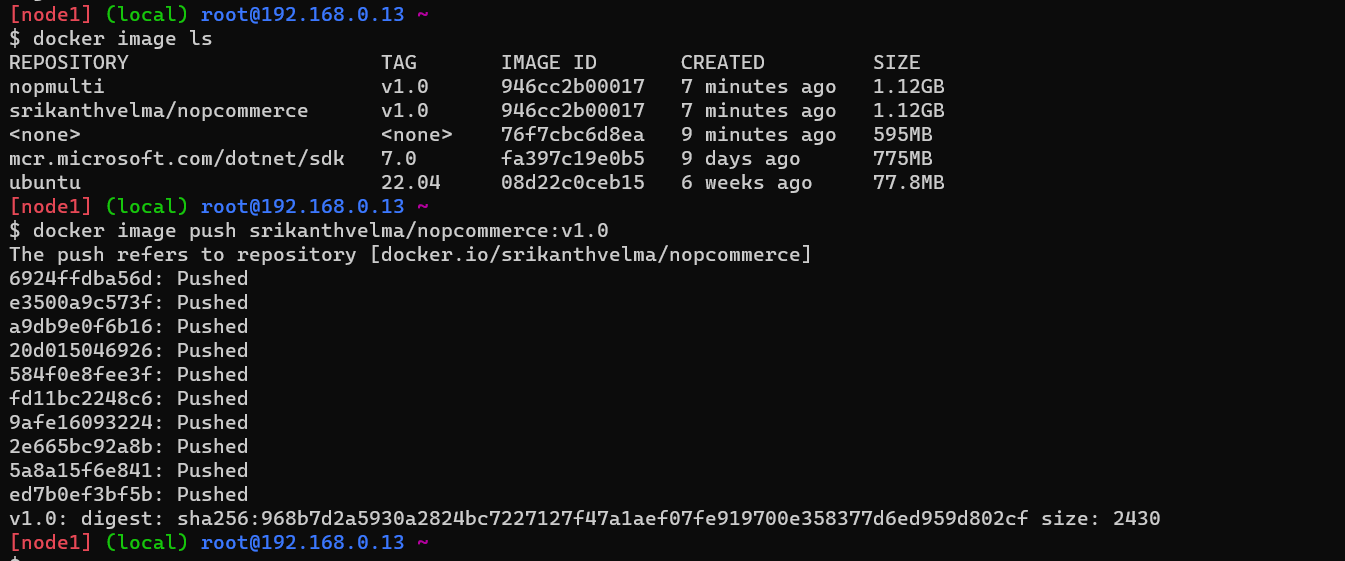 [node1] (local) root@192.168.0.13 ~
$ docker image ls
REPOSITORY TAG IMAGE ID CREATED SIZE
nopmulti v1.0 946cc2b00017 7 minutes ago 1.12GB
srikanthvelma/nopcommerce v1.0 946cc2b00017 7 minutes ago 1.12GB
<none> <none> 76f7cbc6d8ea 9 minutes ago 595MB
mcr.microsoft.com/dotnet/sdk 7.0 fa397c19e0b5 9 days ago 775MB
ubuntu 22.04 08d22c0ceb15 6 weeks ago 77.8MB
[node1] (local) root@192.168.0.13 ~
$ docker image push srikanthvelma/nopcommerce:v1.0
The push refers to repository [docker.io/srikanthvelma/nopcommerce]
6924ffdba56d: Pushed
e3500a9c573f: Pushed
a9db9e0f6b16: Pushed
20d015046926: Pushed
584f0e8fee3f: Pushed
fd11bc2248c6: Pushed
9afe16093224: Pushed
2e665bc92a8b: Pushed
5a8a15f6e841: Pushed
ed7b0ef3bf5b: Pushed
v1.0: digest: sha256:968b7d2a5930a2824bc7227127f47a1aef07fe919700e358377d6ed959d802cf size: 2430
[node1] (local) root@192.168.0.13 ~